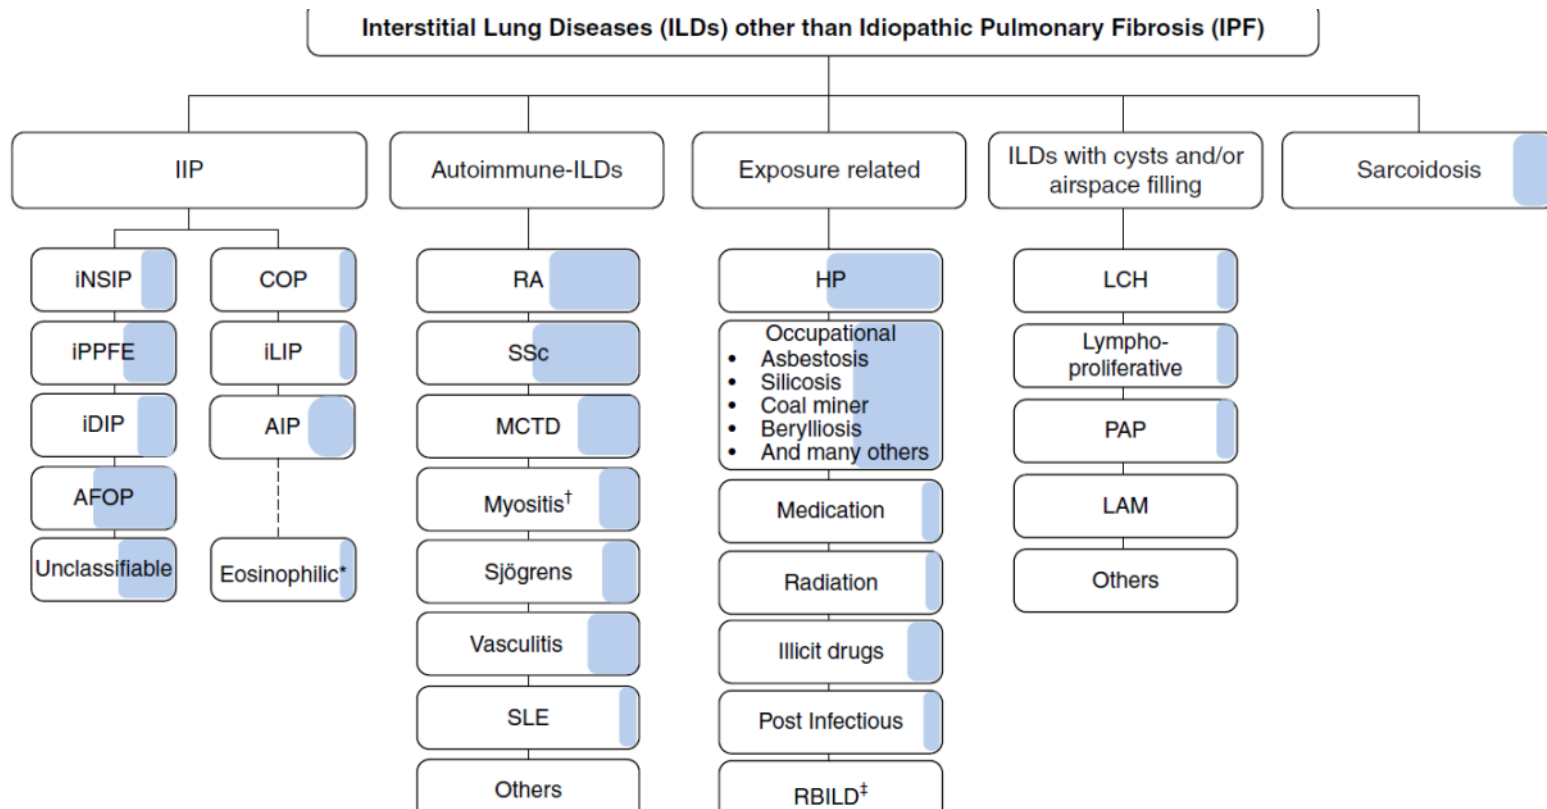 Interstitial Lung Diseases (ILDs) other than Idiopathic Pulmonary Fibrosis (IPF)
IIP
Autoimmune-ILDs
Exposure related
ILDs with cysts and/or
airspace filling
Sarcoidosis
iNSIP
iPPFE
iDIP
AFOP
Unclassifiable
COP
iLIP
AIP
Eosinophilic*
RA
SSc
MCTD
Myositis†
Sjögrens
Vasculitis
SLE
Others
HP
Occupational
• Asbestosis
• Silicosis
• Coal miner
• Berylliosis
• And many others
Medication
Radiation
Illicit drugs
Post Infectious
RBILD‡
LCH
Lympho-
proliferative
PAP
LAM
Others